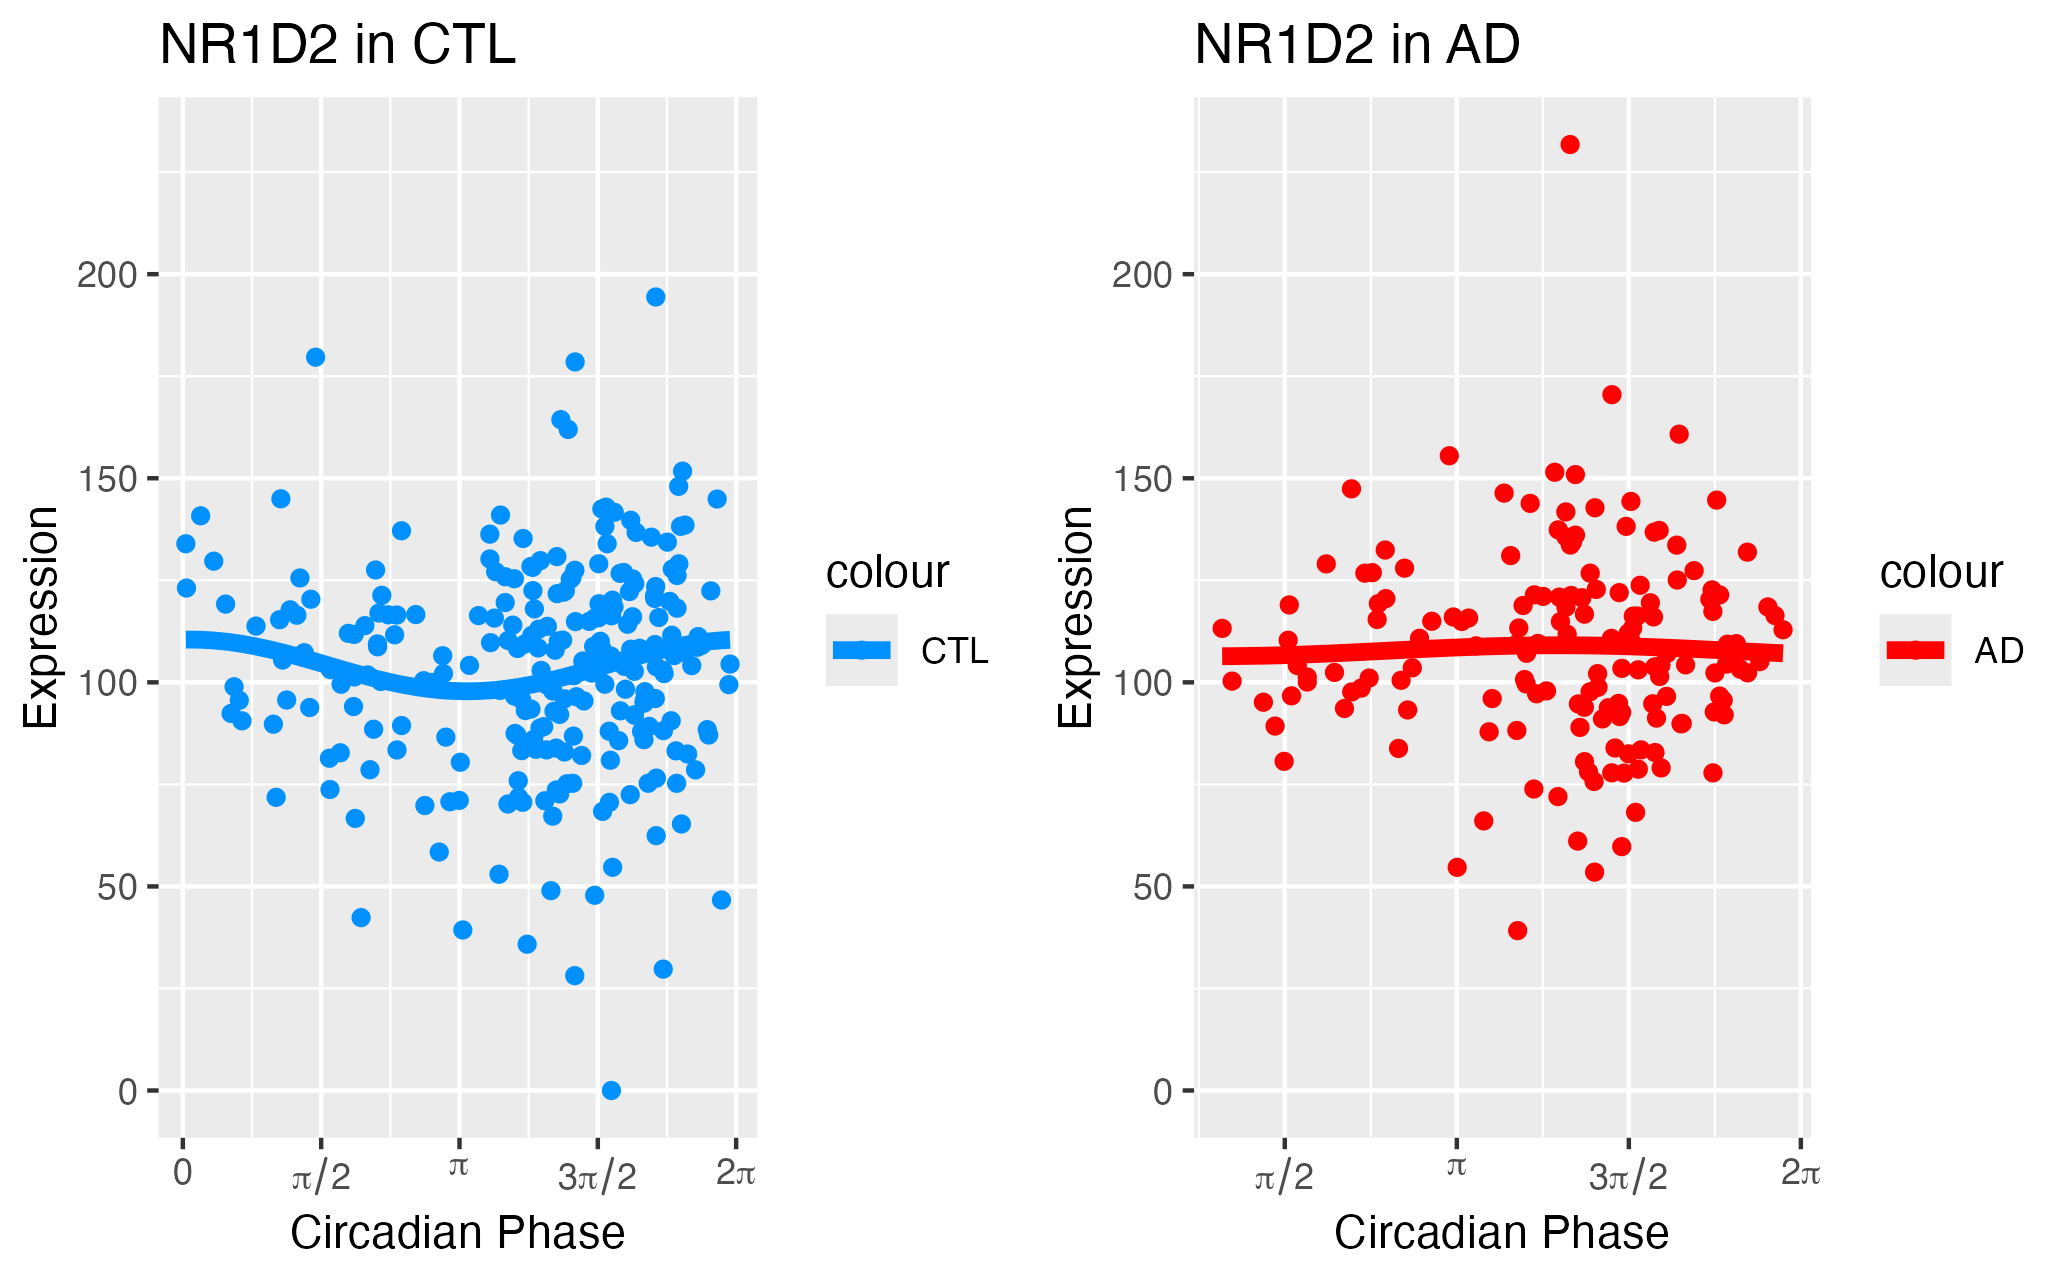 NR1D2 in CTL
Expression
200
150
100
50
0
0 π/2 π 3π/2 2π
Circadian Phase
colour
CTL
NR1D2 in AD
Expression
200
150
100
50
0
π/2 π 3π/2 2π
Circadian Phase
colour
AD